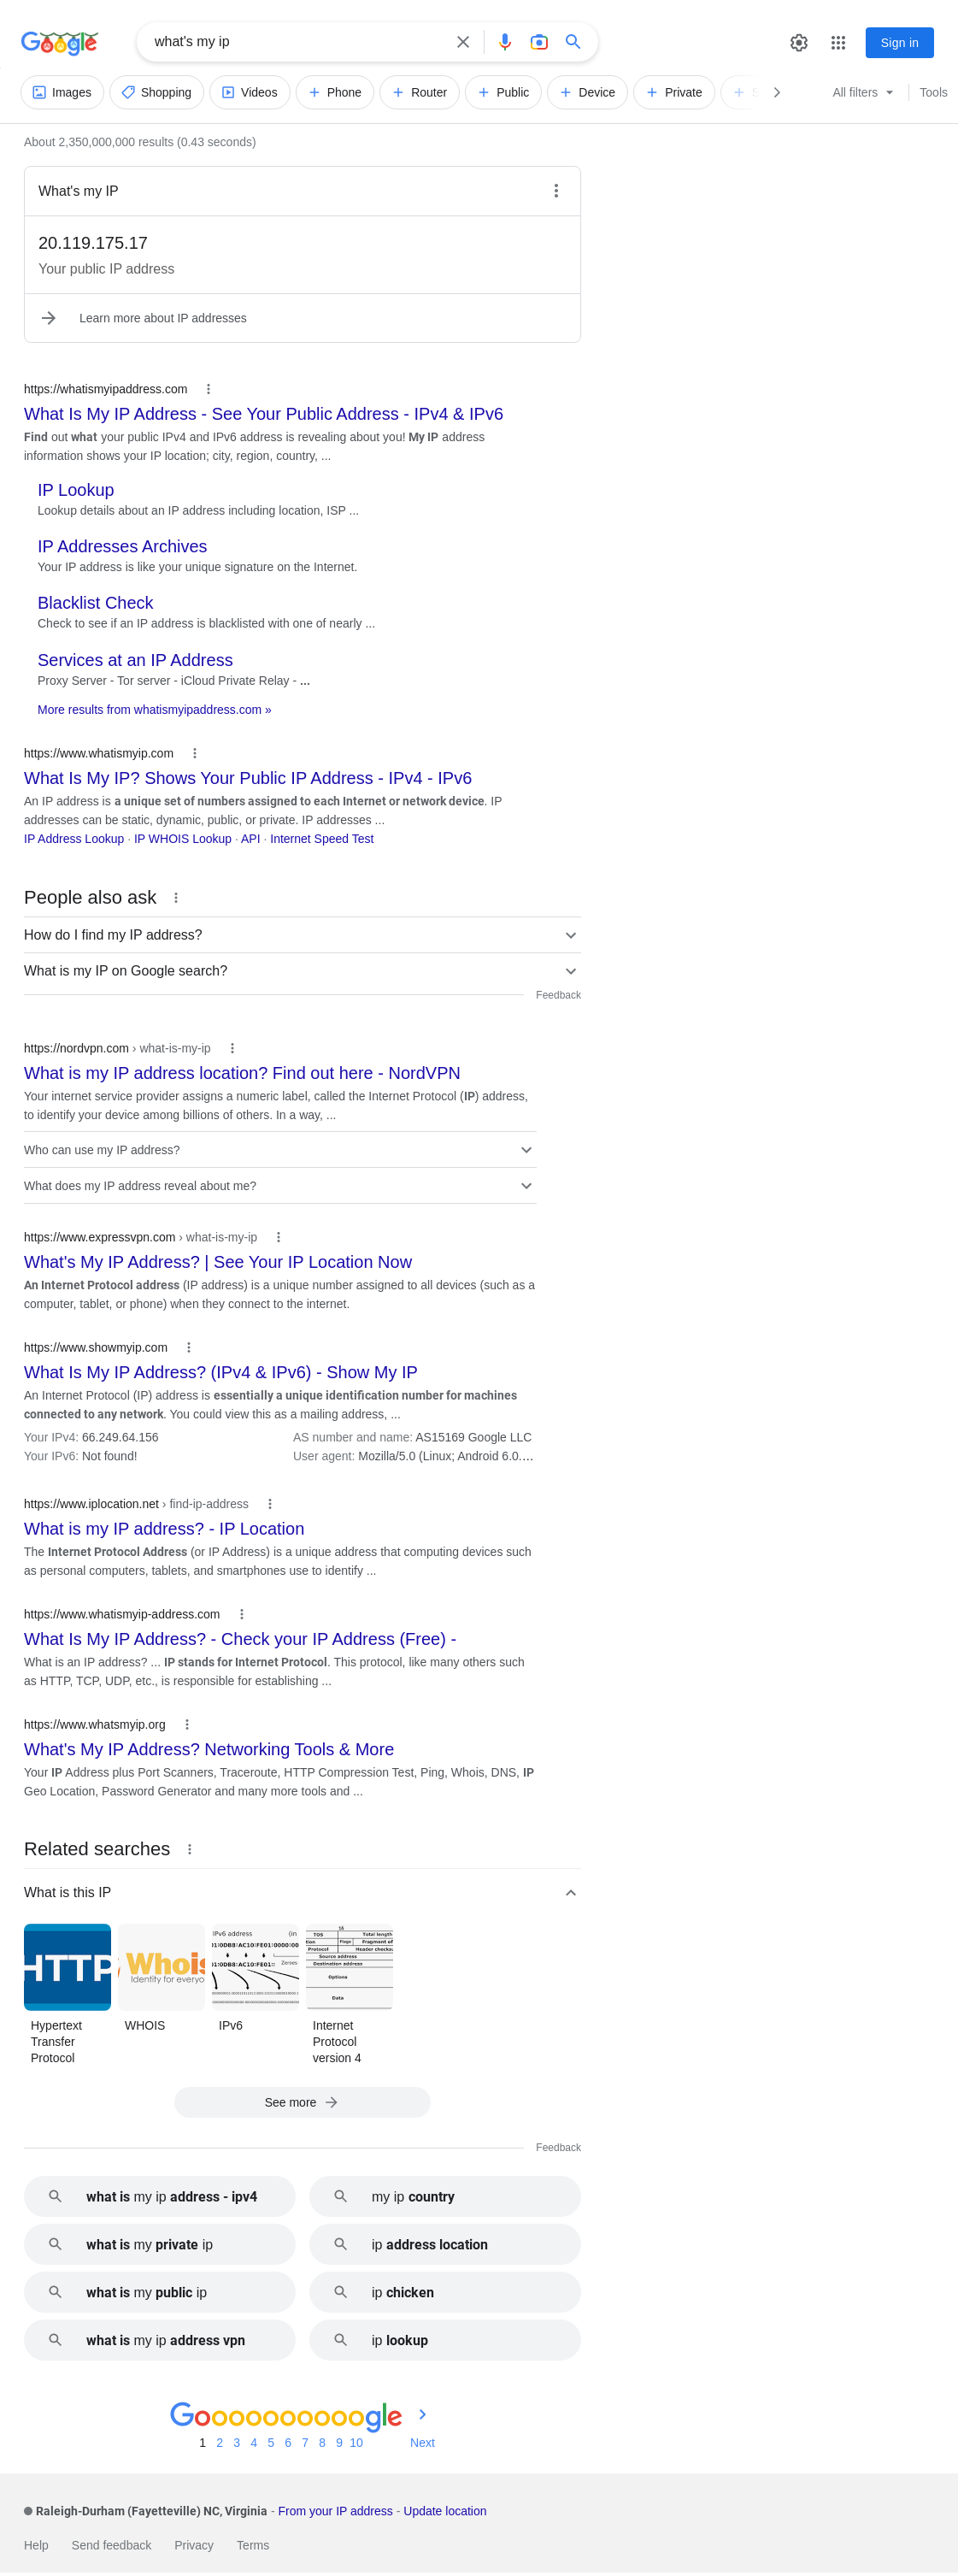 Google
what's my ip
Sign in
Images
Shopping
Videos
Phone
Router
Public
Device
Private
All filters
Tools
About 2,350,000,000 results (0.43 seconds)
What's my IP
20.119.175.17
Your public IP address
Learn more about IP addresses
https://whatismyipaddress.com
What Is My IP Address - See Your Public Address - IPv4 & IPv6
Find out what your public IPv4 and IPv6 address is revealing about you! My IP address
information shows your IP location; city, region, country, ...
IP Lookup
Lookup details about an IP address including location, ISP ...
IP Addresses Archives
Your IP address is like your unique signature on the Internet.
Blacklist Check
Check to see if an IP address is blacklisted with one of nearly ...
Services at an IP Address
Proxy Server - Tor server - iCloud Private Relay - ...
More results from whatismyipaddress.com »
https://www.whatismyip.com
What Is My IP? Shows Your Public IP Address - IPv4 - IPv6
An IP address is a unique set of numbers assigned to each Internet or network device. IP
addresses can be static, dynamic, public, or private. IP addresses ...
IP Address Lookup · IP WHOIS Lookup · API · Internet Speed Test
People also ask
How do I find my IP address?
What is my IP on Google search?
Feedback
https://nordvpn.com › what-is-my-ip
What is my IP address location? Find out here - NordVPN
Your internet service provider assigns a numeric label, called the Internet Protocol (IP) address,
to identify your device among billions of others. In a way, ...
Who can use my IP address?
What does my IP address reveal about me?
https://www.expressvpn.com › what-is-my-ip
What's My IP Address? | See Your IP Location Now
An Internet Protocol address (IP address) is a unique number assigned to all devices (such as a
computer, tablet, or phone) when they connect to the internet.
https://www.showmyip.com
What Is My IP Address? (IPv4 & IPv6) - Show My IP
An Internet Protocol (IP) address is essentially a unique identification number for machines
connected to any network. You could view this as a mailing address, ...
Your IPv4: 66.249.64.156
AS number and name: AS15169 Google LLC
Your IPv6: Not found!
User agent: Mozilla/5.0 (Linux; Android 6.0....
https://www.iplocation.net › find-ip-address
What is my IP address? - IP Location
The Internet Protocol Address (or IP Address) is a unique address that computing devices such
as personal computers, tablets, and smartphones use to identify ...
https://www.whatismyip-address.com
What Is My IP Address? - Check your IP Address (Free) -
What is an IP address? ... IP stands for Internet Protocol. This protocol, like many others such
as HTTP, TCP, UDP, etc., is responsible for establishing ...
https://www.whatsmyip.org
What's My IP Address? Networking Tools & More
Your IP Address plus Port Scanners, Traceroute, HTTP Compression Test, Ping, Whois, DNS, IP
Geo Location, Password Generator and many more tools and ...
Related searches
What is this IP
HTTP
Whois
Identity for everyo
IPv6 address (in
Zeroes
16
TOS Total length
Flags Fragment of
Protocol Header checksu
Source address
Destination address
Options
Data
Hypertext
Transfer
Protocol
WHOIS
IPv6
Internet
Protocol
version 4
See more
Feedback
what is my ip address - ipv4
my ip country
what is my private ip
ip address location
what is my public ip
ip chicken
what is my ip address vpn
ip lookup
Goooooooooogle
1 2 3 4 5 6 7 8 9 10 Next
Raleigh-Durham (Fayetteville) NC, Virginia - From your IP address - Update location
Help Send feedback Privacy Terms